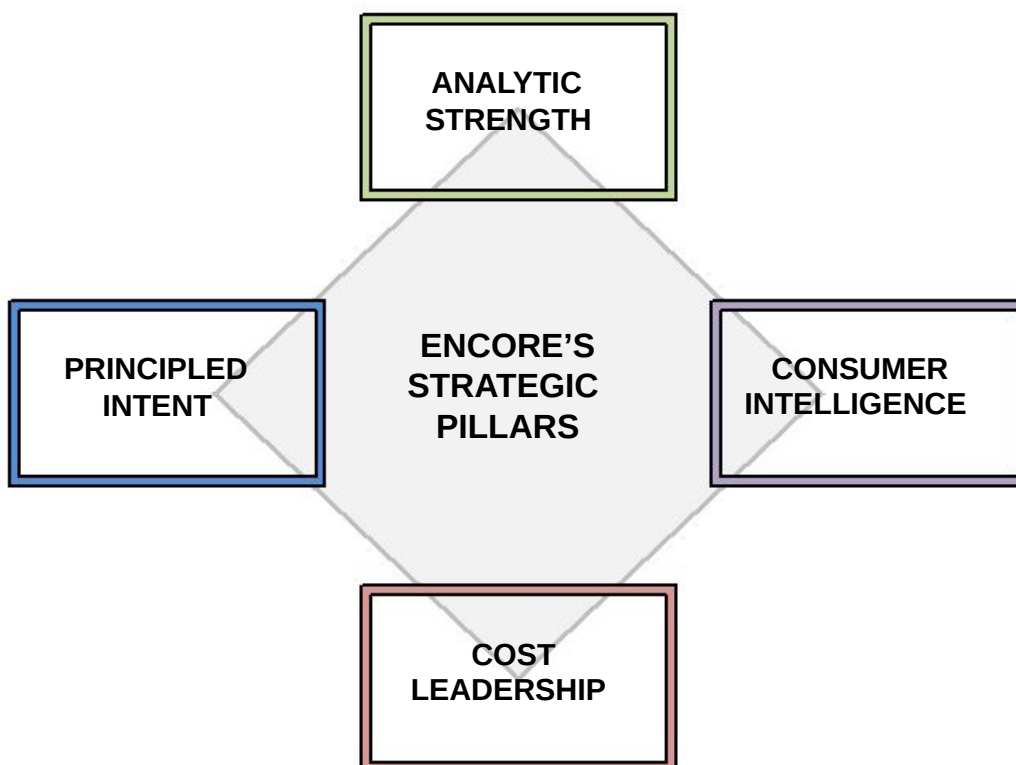 ANALYTIC
STRENGTH
PRINCIPLED
INTENT
ENCORE’S
STRATEGIC
PILLARS
CONSUMER
INTELLIGENCE
COST
LEADERSHIP